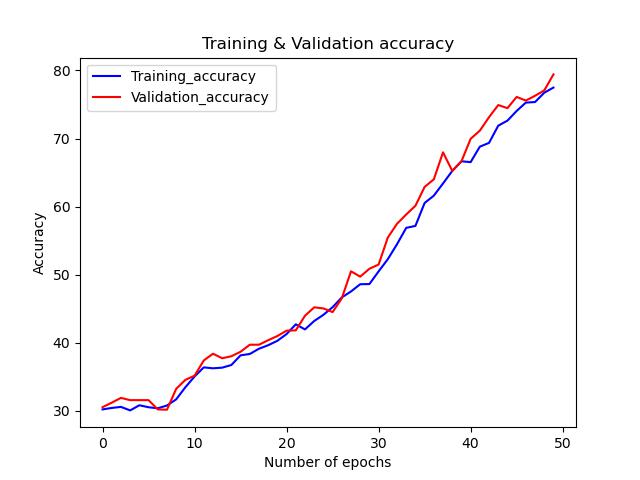 Training & Validation accuracy
Training_accuracy
Validation_accuracy
80
70
60
50
40
30
Accuracy
0 10 20 30 40 50
Number of epochs